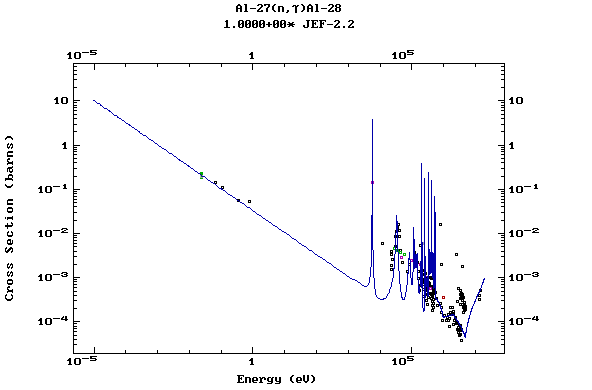 Al-27(n,γ)Al-28
1.0000+00* JEF-2.2
10⁻⁵ 1 10⁵
10 10
1 1
10⁻¹ 10⁻¹
10⁻² 10⁻²
10⁻³ 10⁻³
10⁻⁴ 10⁻⁴
10⁻⁵ 1 10⁵
Cross Section (barns)
Energy (eV)